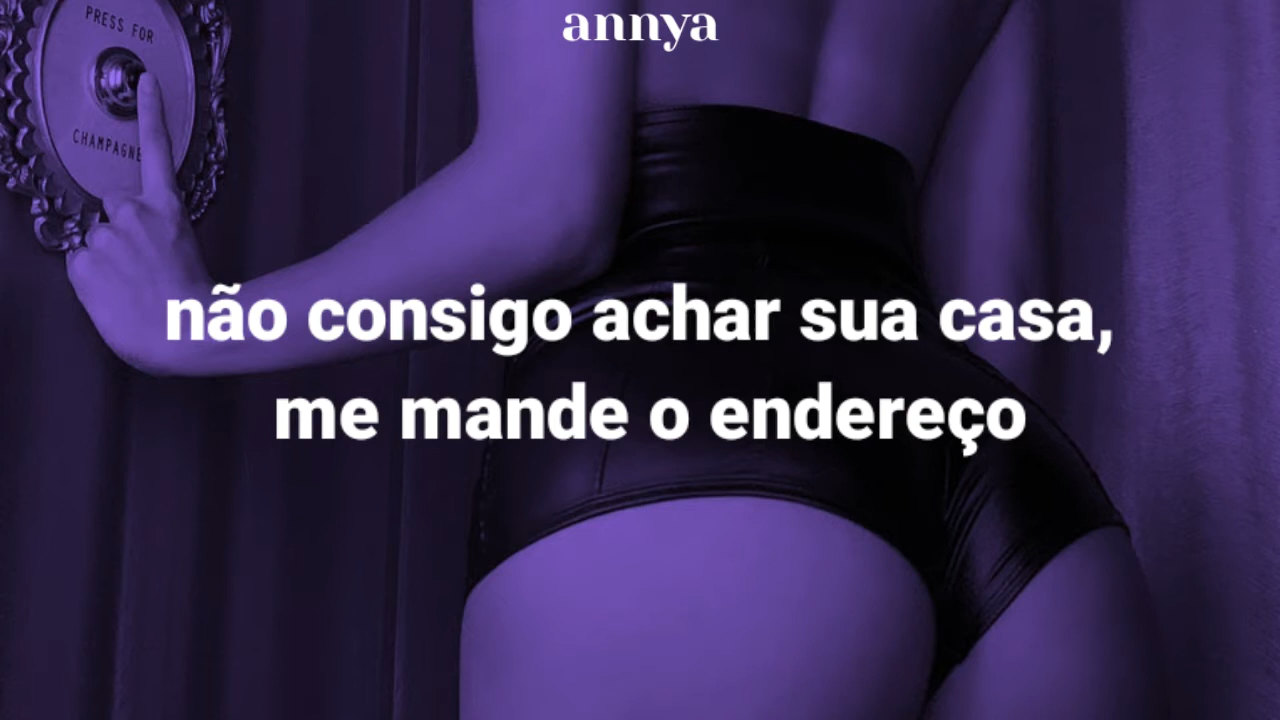 annya
PRESS FOR
CHAMPAGNE
não consigo achar sua casa,
me mande o endereço